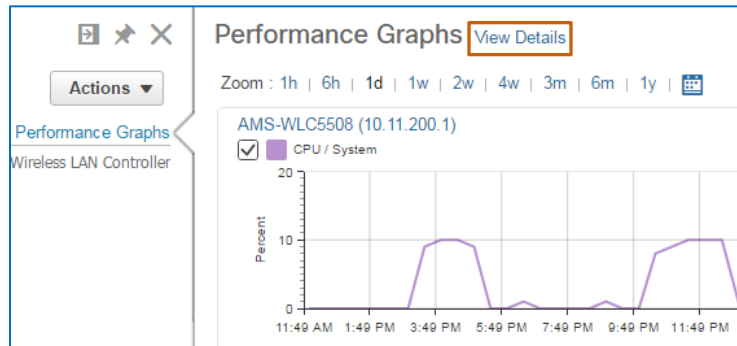 Performance Graphs View Details
Actions
Zoom : 1h | 6h | 1d | 1w | 2w | 4w | 3m | 6m | 1y |
Performance Graphs
Wireless LAN Controller
AMS-WLC5508 (10.11.200.1)
CPU / System
Percent
20
10
0
11:49 AM 1:49 PM 3:49 PM 5:49 PM 7:49 PM 9:49 PM 11:49 PM